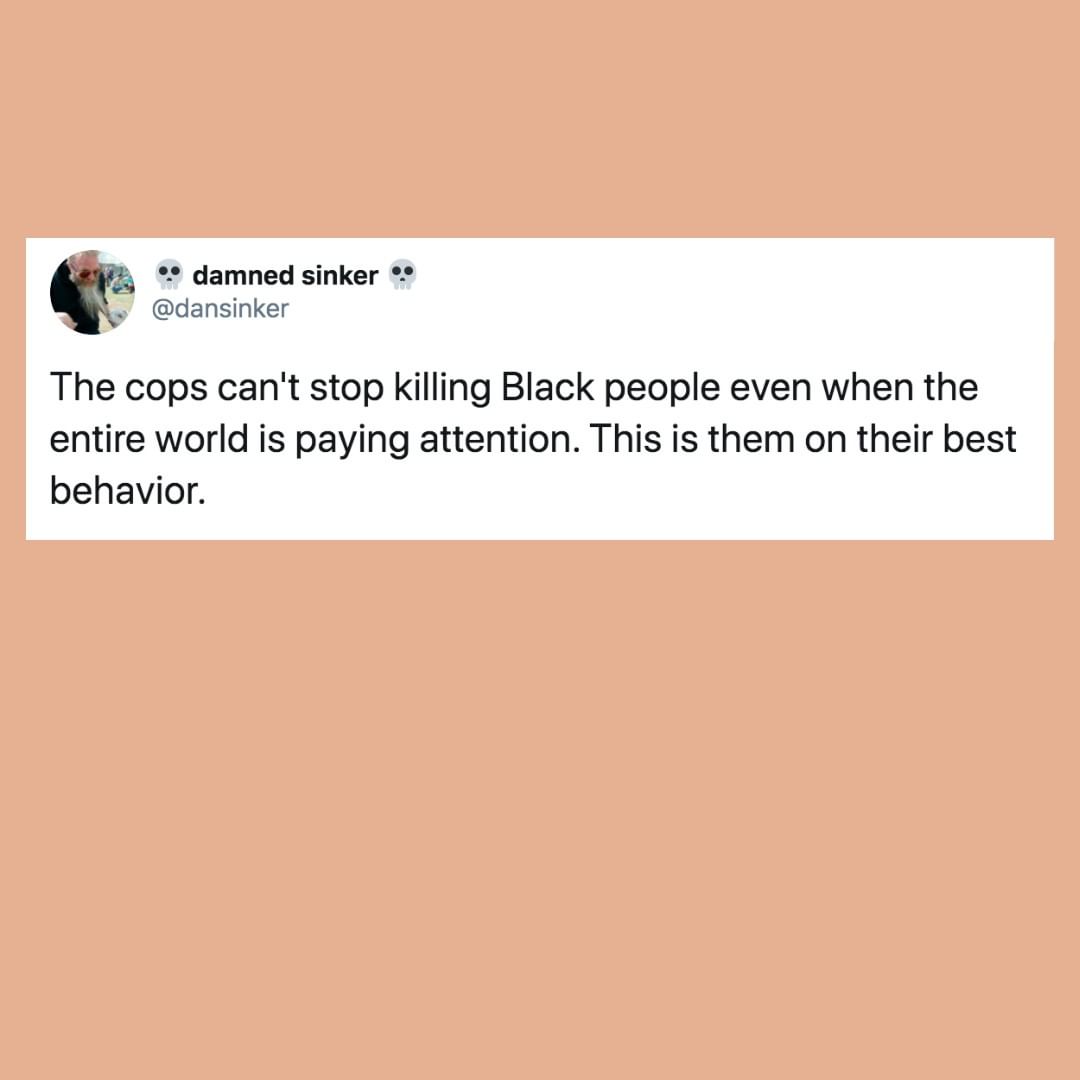 💀 damned sinker 💀
@dansinker
The cops can't stop killing Black people even when the
entire world is paying attention. This is them on their best
behavior.